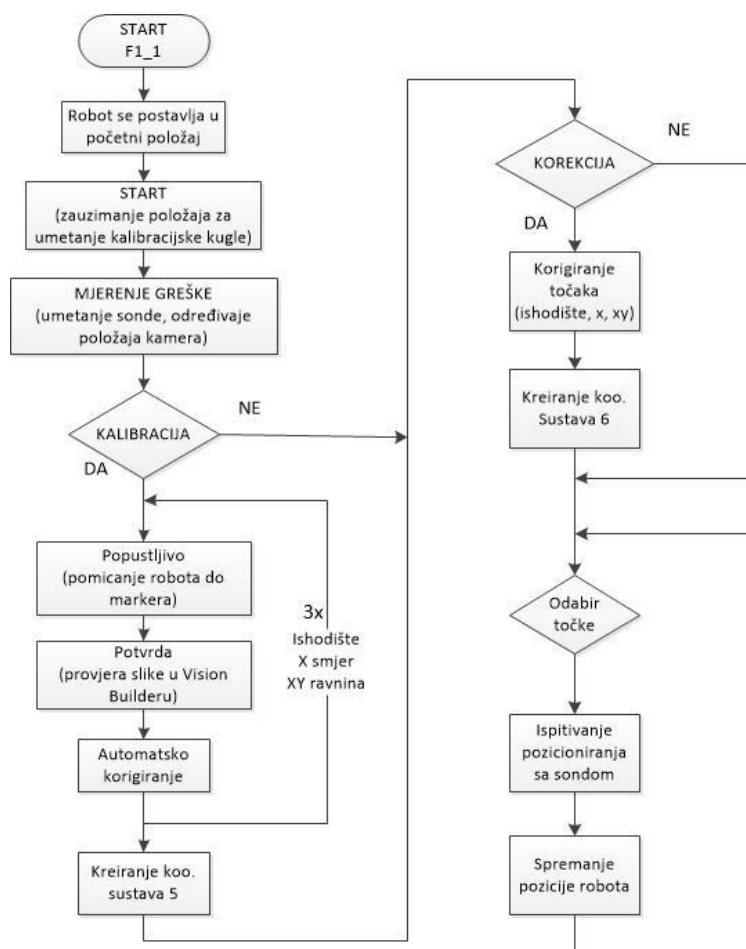 START
F1_1
Robot se postavlja u
početni položaj
START
(zauzimanje položaja za
umetanje kalibracijske kugle)
MJERENJE GREŠKE
(umetanje sonde, određivaje
položaja kamera)
KALIBRACIJA
NE
DA
Popustljivo
(pomicanje robota do
markera)
Potvrda
(provjera slike u Vision
Builderu)
Automatsko
korigiranje
3x
Ishodište
X smjer
XY ravnina
Kreiranje koo.
sustava 5
KOREKCIJA
NE
DA
Korigiranje
točaka
(ishodište, x, xy)
Kreiranje koo.
Sustava 6
Odabir
točke
Ispitivanje
pozicioniranja
sa sondom
Spremanje
pozicije robota